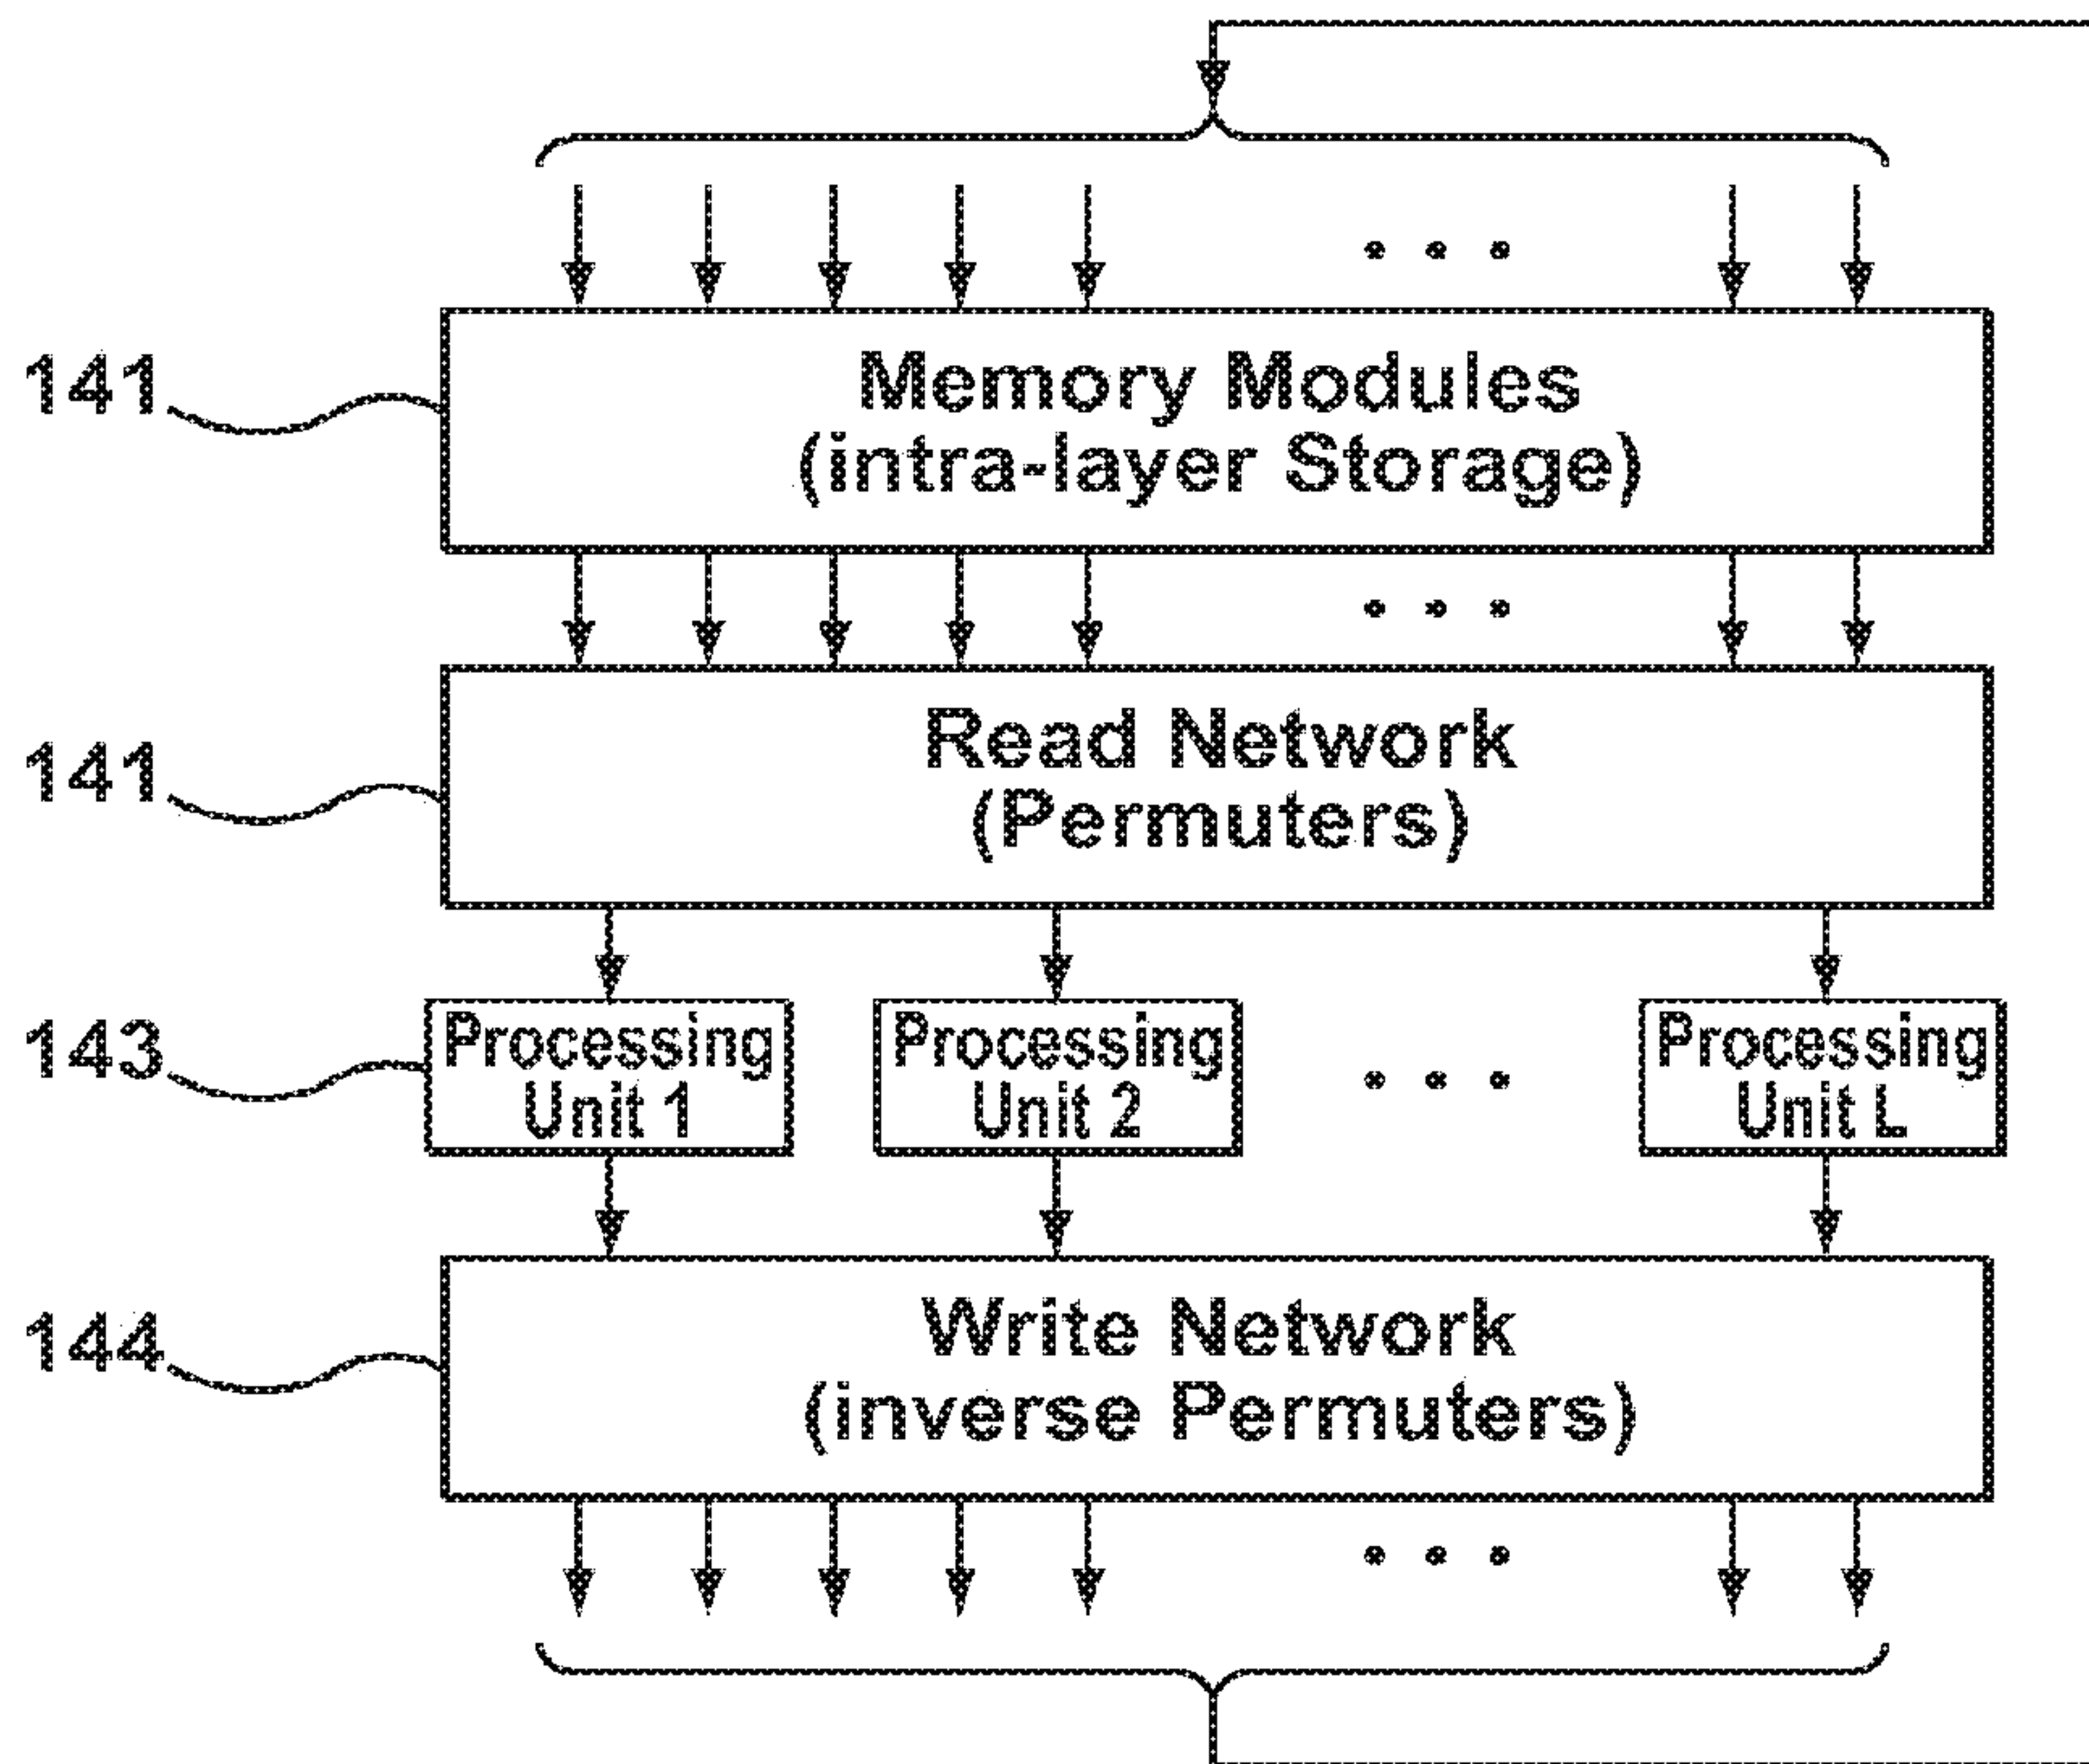 141
Memory Modules
(intra-layer Storage)
141
Read Network
(Permuters)
143
Processing
Unit 1
Processing
Unit 2
Processing
Unit L
144
Write Network
(inverse Permuters)